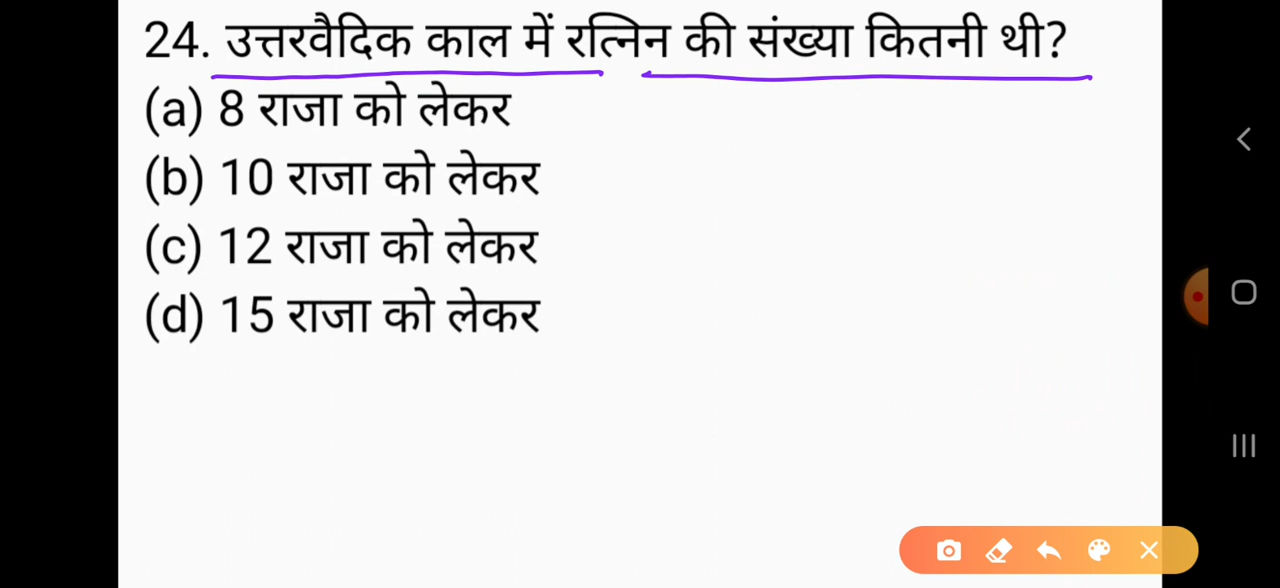 24. उत्तरवैदिक काल में रत्निन की संख्या कितनी थी?
(a) 8 राजा को लेकर
(b) 10 राजा को लेकर
(c) 12 राजा को लेकर
(d) 15 राजा को लेकर